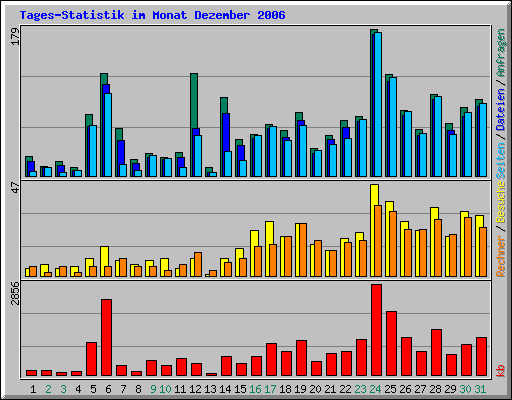 Tages-Statistik im Monat Dezember 2006
179
47
2856
Rechner / Besuche Seiten / Dateien / Anfragen
kb
1 2 3 4 5 6 7 8 9 10 11 12 13 14 15 16 17 18 19 20 21 22 23 24 25 26 27 28 29 30 31